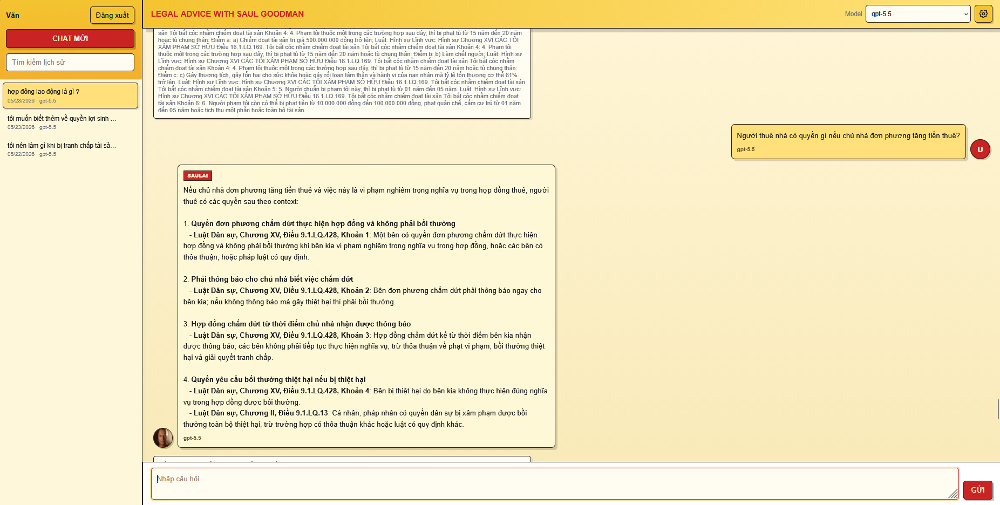 Văn
Đăng xuất
CHAT MỚI
Tìm kiếm lịch sử
hợp đồng lao động là gì ?
05/28/2026 · gpt-5.5
tôi muốn biết thêm về quyền lợi sinh ...
05/23/2026 · gpt-5.5
tôi nên làm gì khi bị tranh chấp tài sả...
05/22/2026 · gpt-5.5
LEGAL ADVICE WITH SAUL GOODMAN
Model
gpt-5.5
sản Tội bắt cóc nhằm chiếm đoạt tài sản Khoản 4: 4. Phạm tội thuộc một trong các trường hợp sau đây, thì bị phạt tù từ 15 năm đến 20 năm
hoặc tù chung thân: Điểm a: a) Chiếm đoạt tài sản trị giá 500.000.000 đồng trở lên; Luật: Hình sự Lĩnh vực: Hình sự Chương XVI CÁC TỘI
XÂM PHẠM SỞ HỮU Điều 16.1.LQ.169. Tội bắt cóc nhằm chiếm đoạt tài sản Tội bắt cóc nhằm chiếm đoạt tài sản Khoản 4: 4. Phạm tội
thuộc một trong các trường hợp sau đây, thì bị phạt tù từ 15 năm đến 20 năm hoặc tù chung thân: Điểm b: b) Làm chết người; Luật: Hình sự
Lĩnh vực: Hình sự Chương XVI CÁC TỘI XÂM PHẠM SỞ HỮU Điều 16.1.LQ.169. Tội bắt cóc nhằm chiếm đoạt tài sản Tội bắt cóc nhằm
chiếm đoạt tài sản Khoản 4: 4. Phạm tội thuộc một trong các trường hợp sau đây, thì bị phạt tù từ 15 năm đến 20 năm hoặc tù chung thân:
Điểm c: c) Gây thương tích, gây tổn hại cho sức khỏe hoặc gây rối loạn tâm thần và hành vi của nạn nhân mà tỷ lệ tổn thương cơ thể 61%
trở lên. Luật: Hình sự Lĩnh vực: Hình sự Chương XVI CÁC TỘI XÂM PHẠM SỞ HỮU Điều 16.1.LQ.169. Tội bắt cóc nhằm chiếm đoạt tài sản
Tội bắt cóc nhằm chiếm đoạt tài sản Khoản 5: 5. Người chuẩn bị phạm tội này, thì bị phạt tù từ 01 năm đến 05 năm. Luật: Hình sự Lĩnh vực:
Hình sự Chương XVI CÁC TỘI XÂM PHẠM SỞ HỮU Điều 16.1.LQ.169. Tội bắt cóc nhằm chiếm đoạt tài sản Tội bắt cóc nhằm chiếm đoạt
tài sản Khoản 6: 6. Người phạm tội còn có thể bị phạt tiền từ 10.000.000 đồng đến 100.000.000 đồng, phạt quản chế, cấm cư trú từ 01 năm
đến 05 năm hoặc tịch thu một phần hoặc toàn bộ tài sản.
Người thuê nhà có quyền gì nếu chủ nhà đơn phương tăng tiền thuê?
gpt-5.5
U
SAULAI
Nếu chủ nhà đơn phương tăng tiền thuê và việc này là vi phạm nghiêm trọng nghĩa vụ trong hợp đồng thuê, người
thuê có các quyền sau theo context:
1. Quyền đơn phương chấm dứt thực hiện hợp đồng và không phải bồi thường
- Luật Dân sự, Chương XV, Điều 9.1.LQ.428, Khoản 1: Một bên có quyền đơn phương chấm dứt thực hiện
hợp đồng và không phải bồi thường khi bên kia vi phạm nghiêm trọng nghĩa vụ trong hợp đồng, hoặc các bên có
thỏa thuận, hoặc pháp luật có quy định.
2. Phải thông báo cho chủ nhà biết việc chấm dứt
- Luật Dân sự, Chương XV, Điều 9.1.LQ.428, Khoản 2: Bên đơn phương chấm dứt phải thông báo ngay cho
bên kia; nếu không thông báo mà gây thiệt hại thì phải bồi thường.
3. Hợp đồng chấm dứt từ thời điểm chủ nhà nhận được thông báo
- Luật Dân sự, Chương XV, Điều 9.1.LQ.428, Khoản 3: Hợp đồng chấm dứt kể từ thời điểm bên kia nhận
được thông báo; các bên không phải tiếp tục thực hiện nghĩa vụ, trừ thỏa thuận về phạt vi phạm, bồi thường thiệt
hại và giải quyết tranh chấp.
4. Quyền yêu cầu bồi thường thiệt hại nếu bị thiệt hại
- Luật Dân sự, Chương XV, Điều 9.1.LQ.428, Khoản 4: Bên bị thiệt hại do bên kia không thực hiện đúng nghĩa
vụ trong hợp đồng được bồi thường.
- Luật Dân sự, Chương II, Điều 9.1.LQ.13: Cá nhân, pháp nhân có quyền dân sự bị xâm phạm được bồi
thường toàn bộ thiệt hại, trừ trường hợp có thỏa thuận khác hoặc luật có quy định khác.
gpt-5.5
Nhập câu hỏi
GỬI